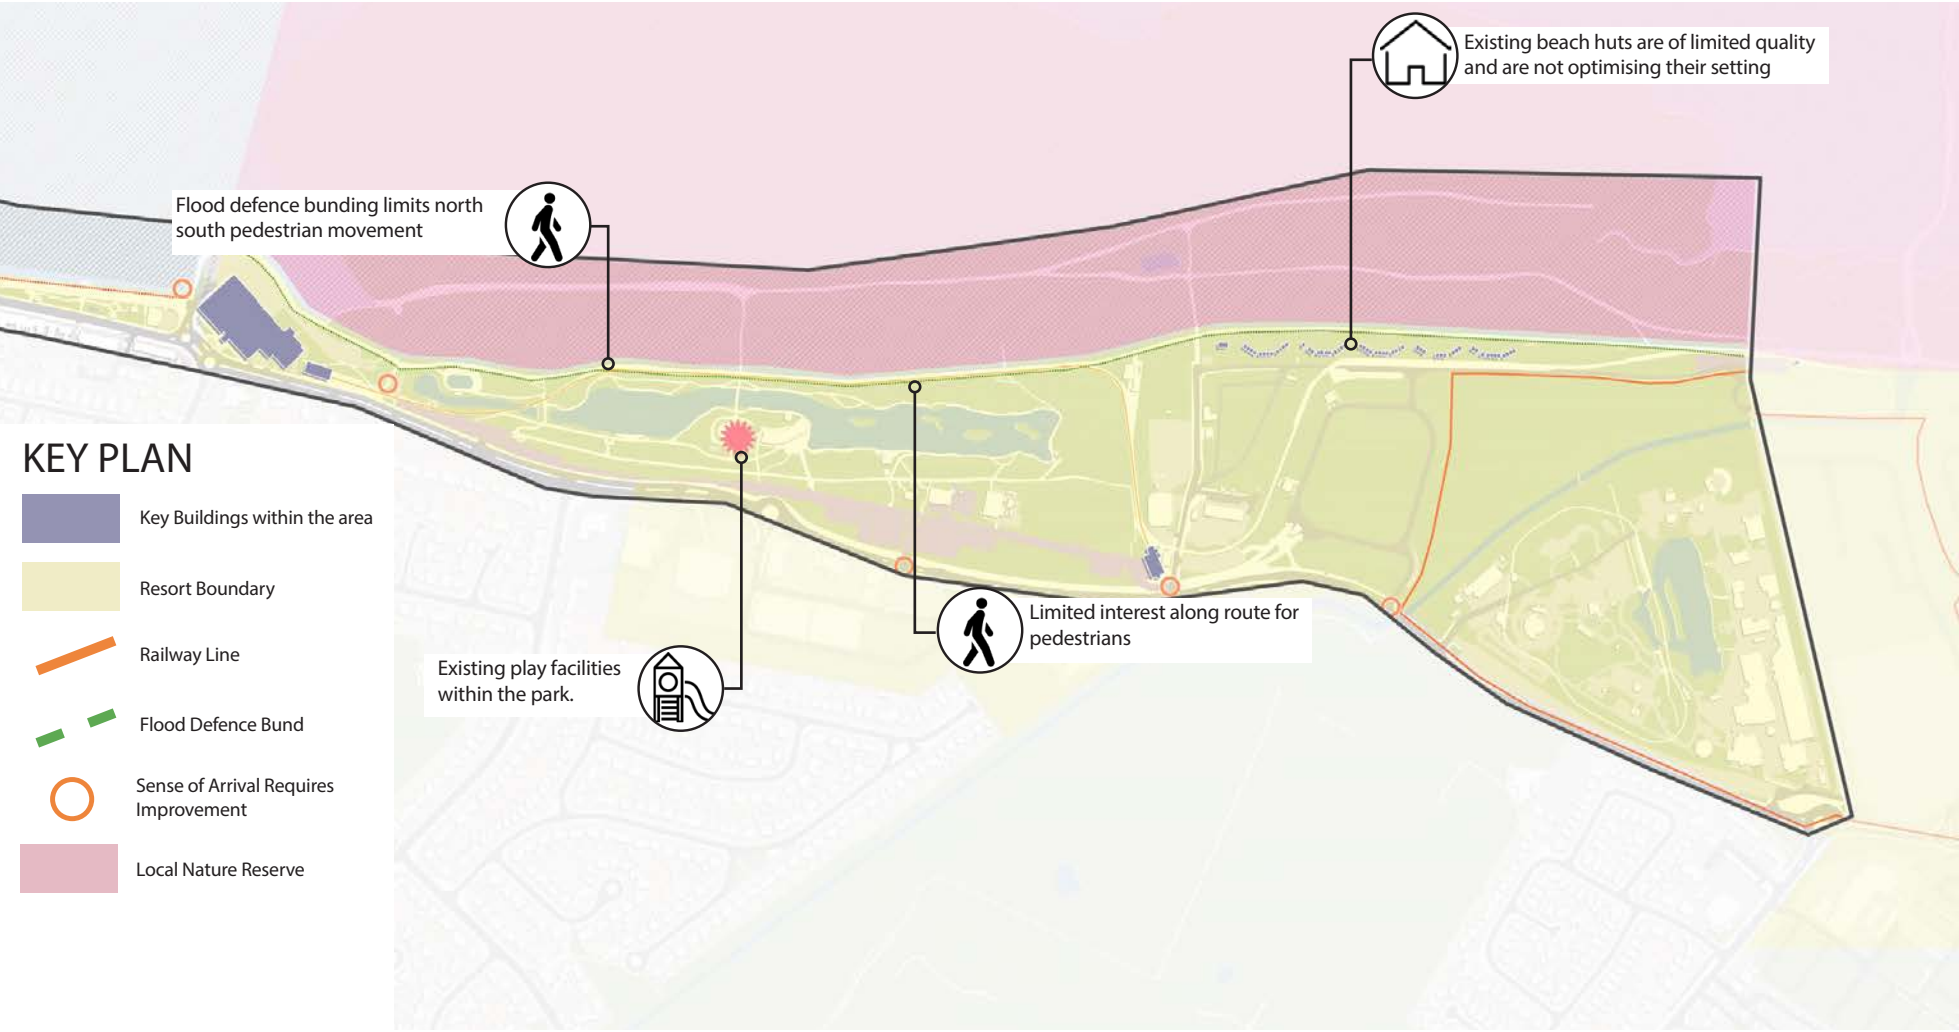 Existing beach huts are of limited quality
and are not optimising their setting
Flood defence bunding limits north
south pedestrian movement
Limited interest along route for
pedestrians
Existing play facilities
within the park.
KEY PLAN
Key Buildings within the area
Resort Boundary
Railway Line
Flood Defence Bund
Sense of Arrival Requires
Improvement
Local Nature Reserve